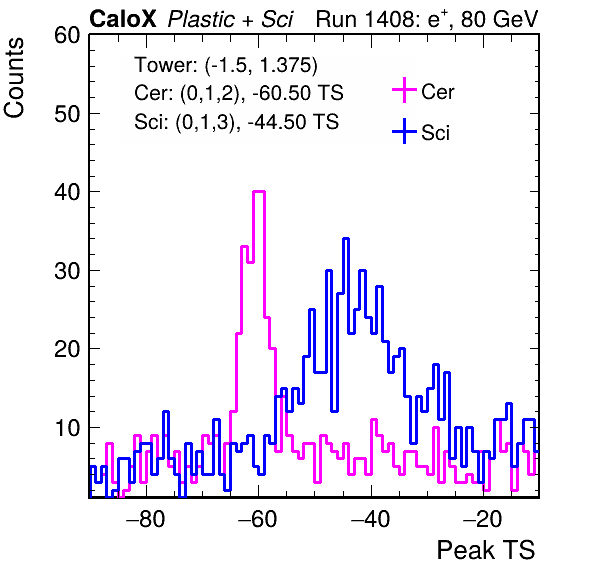 CaloX Plastic + Sci Run 1408: e⁺, 80 GeV
Counts
60
50
40
30
20
10
Tower: (-1.5, 1.375)
Cer: (0,1,2), -60.50 TS
Sci: (0,1,3), -44.50 TS
Cer
Sci
−80 −60 −40 −20
Peak TS